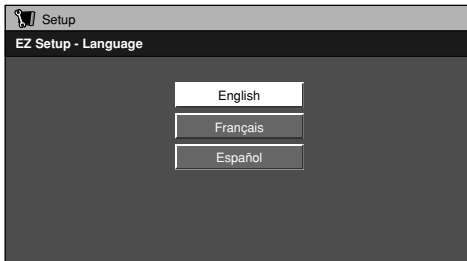 Setup
EZ Setup - Language
English
Français
Español